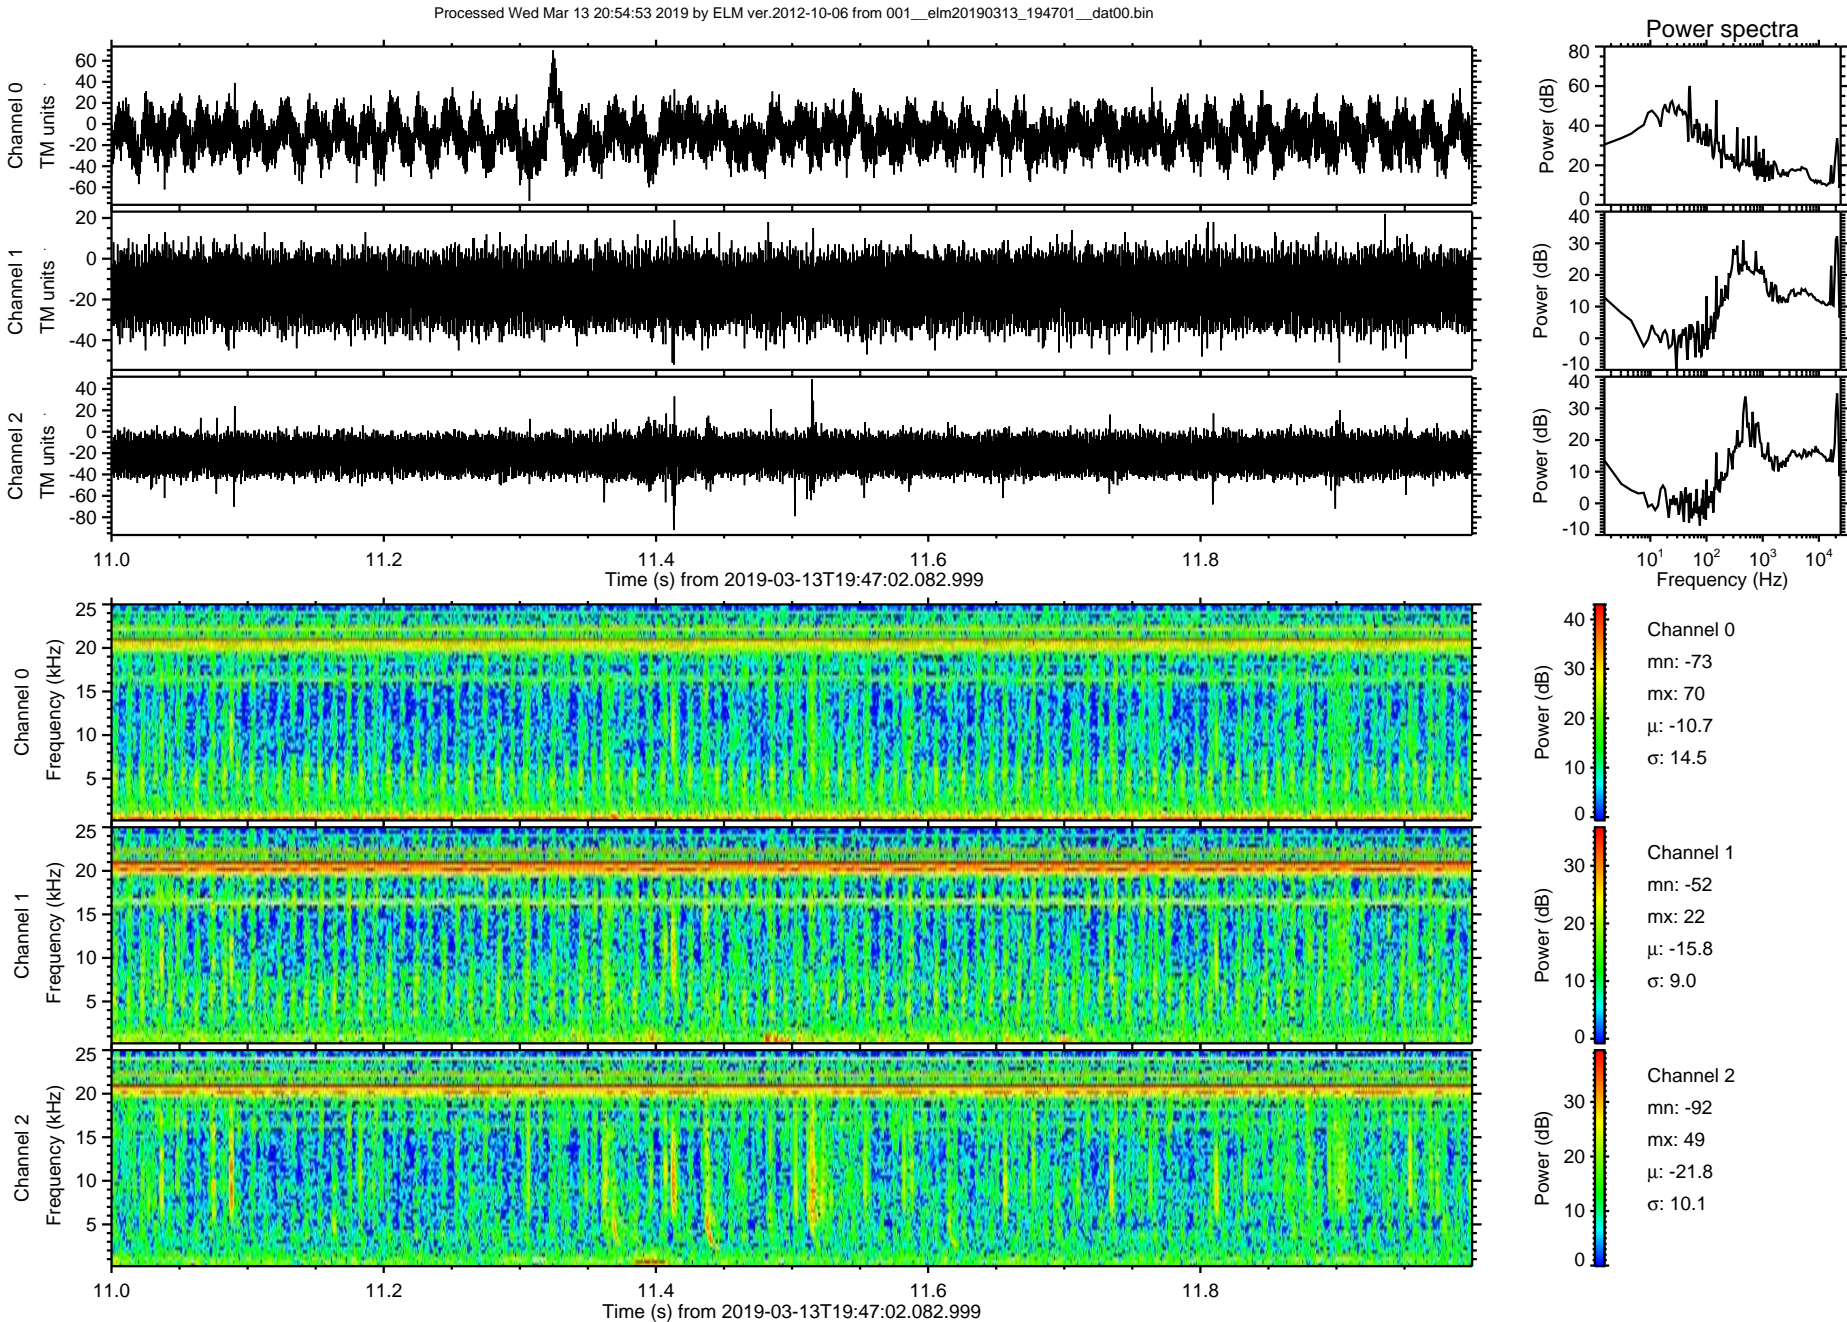 Processed Wed Mar 13 20:54:53 2019 by ELM ver.2012-10-06 from 001__elm20190313_194701__dat00.bin
Power spectra
Channel 0
TM units
60
40
20
0
-20
-40
-60
Power (dB)
80
60
40
20
0
Channel 1
TM units
20
0
-20
-40
Power (dB)
40
30
20
10
0
-10
Channel 2
TM units
40
20
0
-20
-40
-60
-80
Power (dB)
40
30
20
10
0
-10
11.0 11.2 11.4 11.6 11.8
Time (s) from 2019-03-13T19:47:02.082.999
10¹ 10² 10³ 10⁴
Frequency (Hz)
Channel 0
Frequency (kHz)
25
20
15
10
5
Power (dB)
40
30
20
10
0
Channel 0
mn: -73
mx: 70
μ: -10.7
σ: 14.5
Channel 1
Frequency (kHz)
25
20
15
10
5
Power (dB)
30
20
10
0
Channel 1
mn: -52
mx: 22
μ: -15.8
σ: 9.0
Channel 2
Frequency (kHz)
25
20
15
10
5
Power (dB)
30
20
10
0
Channel 2
mn: -92
mx: 49
μ: -21.8
σ: 10.1
11.0 11.2 11.4 11.6 11.8
Time (s) from 2019-03-13T19:47:02.082.999